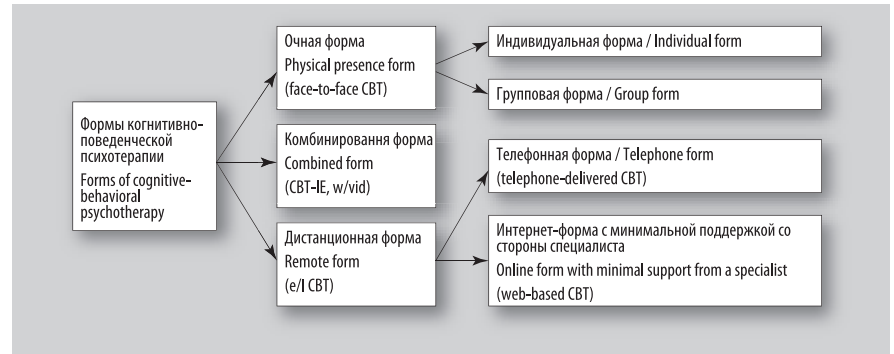 Формы когнитивно-
поведенческой
психотерапии
Forms of cognitive-
behavioral
psychotherapy
Очная форма
Physical presence form
(face-to-face CBT)
Комбинировання форма
Combined form
(CBT-IE, w/vid)
Дистанционная форма
Remote form
(e/I CBT)
Индивидуальная форма / Individual form
Групповая форма / Group form
Телефонная форма / Telephone form
(telephone-delivered CBT)
Интернет-форма с минимальной поддержкой со
стороны специалиста
Online form with minimal support from a specialist
(web-based CBT)